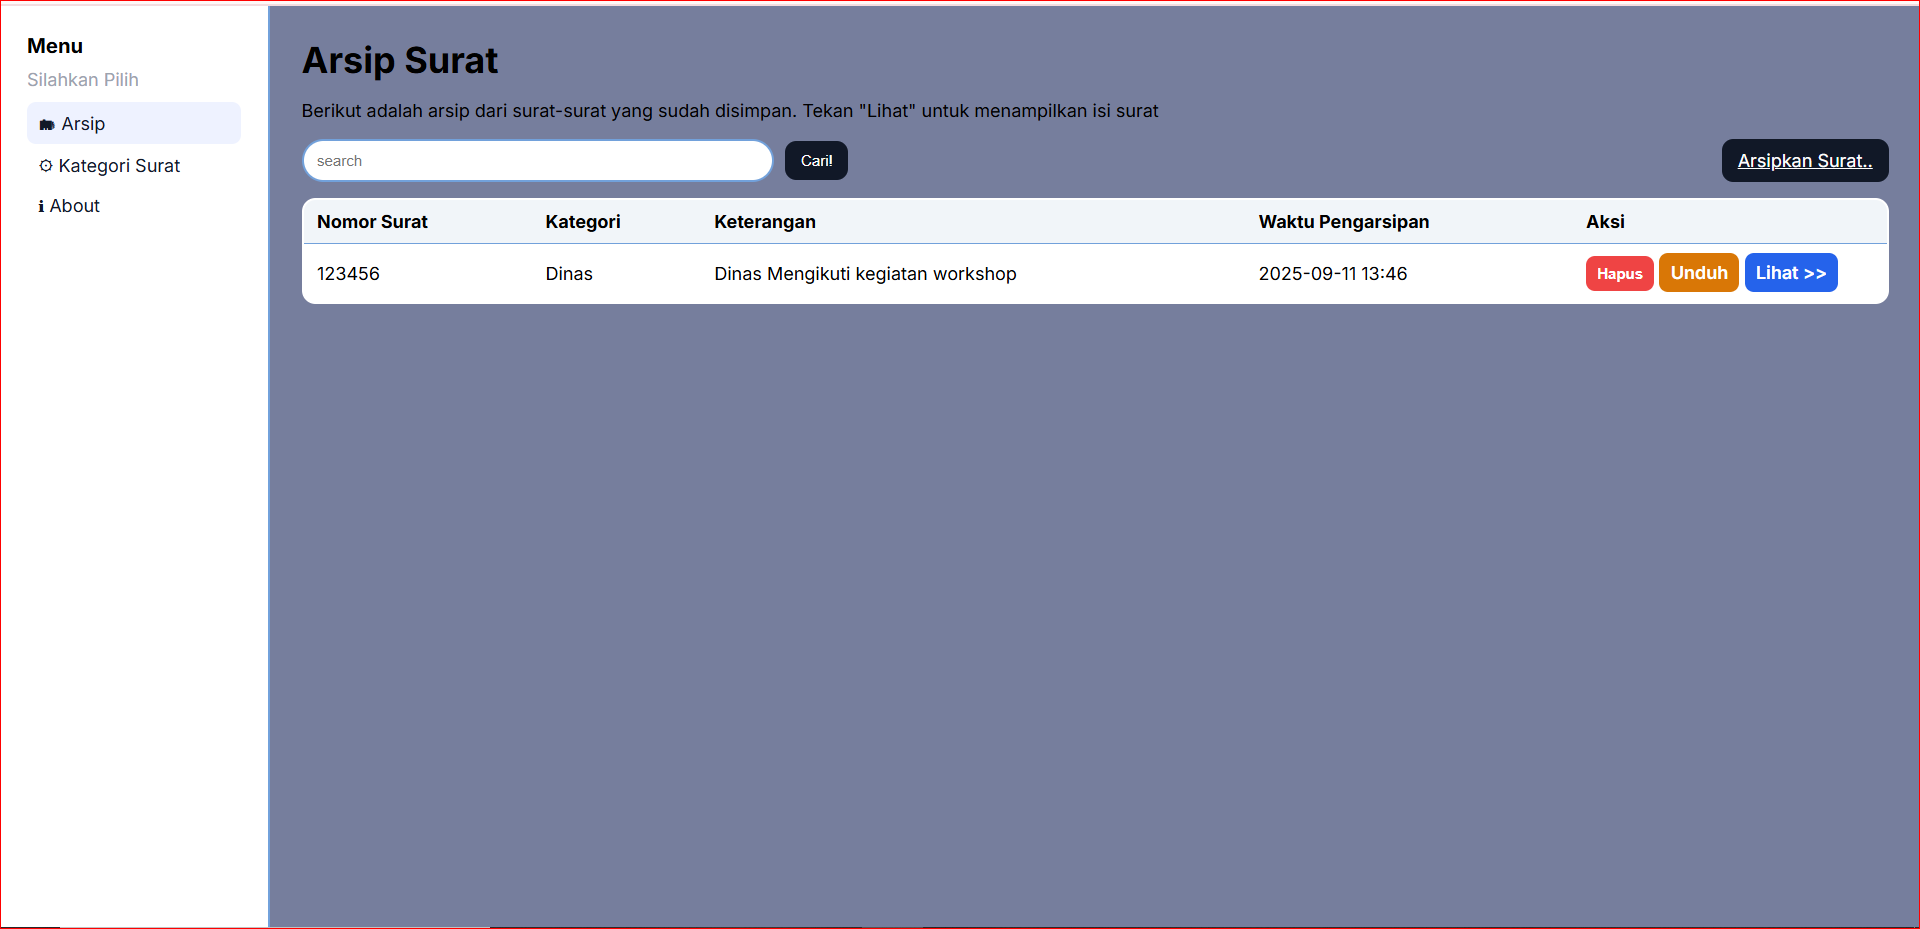 Menu
Silahkan Pilih
Arsip
Kategori Surat
About
Arsip Surat
Berikut adalah arsip dari surat-surat yang sudah disimpan. Tekan "Lihat" untuk menampilkan isi surat
search
Cari!
Arsipkan Surat..
Nomor Surat Kategori Keterangan Waktu Pengarsipan Aksi
123456 Dinas Dinas Mengikuti kegiatan workshop 2025-09-11 13:46 Hapus Unduh Lihat >>